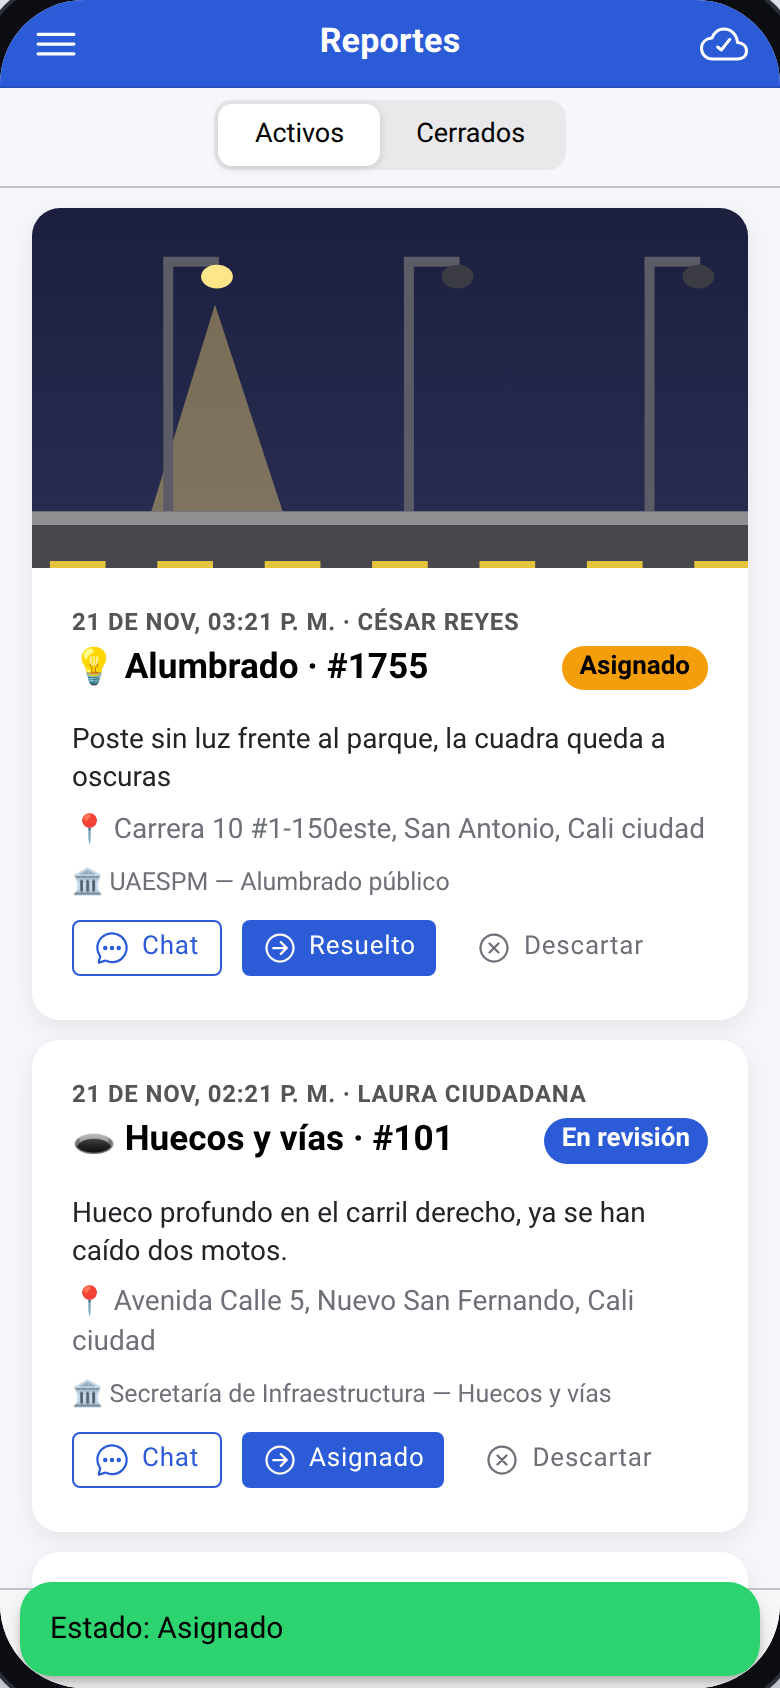 Reportes
Activos
Cerrados
21 DE NOV, 03:21 P. M. · CÉSAR REYES
Alumbrado · #1755
Asignado
Poste sin luz frente al parque, la cuadra queda a
oscuras
Carrera 10 #1-150este, San Antonio, Cali ciudad
UAESPM — Alumbrado público
Chat
Resuelto
Descartar
21 DE NOV, 02:21 P. M. · LAURA CIUDADANA
Huecos y vías · #101
En revisión
Hueco profundo en el carril derecho, ya se han
caído dos motos.
Avenida Calle 5, Nuevo San Fernando, Cali
ciudad
Secretaría de Infraestructura — Huecos y vías
Chat
Asignado
Descartar
Estado: Asignado